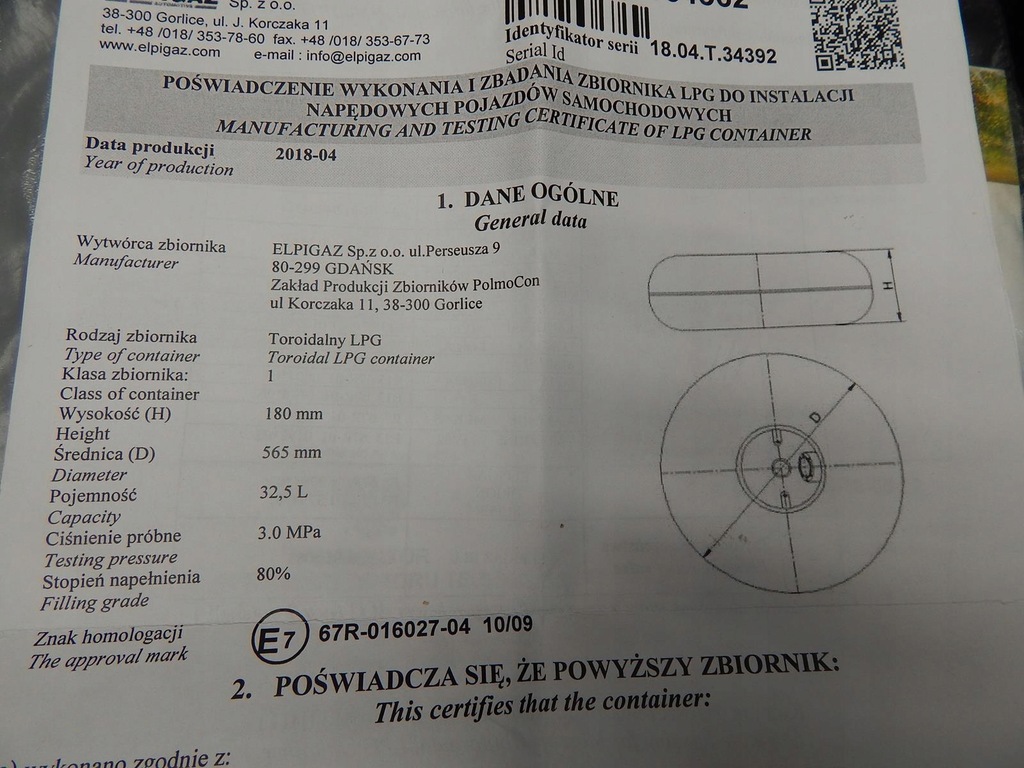 Sp. z o.o.
38-300 Gorlice, ul. J. Korczaka 11
tel. +48 /018/ 353-78-60 fax. +48 /018/ 353-67-73
www.elpigaz.com e-mail : info@elpigaz.com
Identyfikator serii 18.04.T.34392
Serial Id
POŚWIADCZENIE WYKONANIA I ZBADANIA ZBIORNIKA LPG DO INSTALACJI
NAPĘDOWYCH POJAZDÓW SAMOCHODOWYCH
MANUFACTURING AND TESTING CERTIFICATE OF LPG CONTAINER
Data produkcji 2018-04
Year of production
1. DANE OGÓLNE
General data
Wytwórca zbiornika ELPIGAZ Sp.z o.o. ul.Perseusza 9
Manufacturer 80-299 GDAŃSK
Zakład Produkcji Zbiorników PolmoCon
ul Korczaka 11, 38-300 Gorlice
Rodzaj zbiornika Toroidalny LPG
Type of container Toroidal LPG container
Klasa zbiornika: 1
Class of container
Wysokość (H) 180 mm
Height
Średnica (D) 565 mm
Diameter
Pojemność 32,5 L
Capacity
Ciśnienie próbne 3.0 MPa
Testing pressure
Stopień napełnienia 80%
Filling grade
H
D
Znak homologacji E7 67R-016027-04 10/09
The approval mark
2. POŚWIADCZA SIĘ, ŻE POWYŻSZY ZBIORNIK:
This certifies that the container:
wykonano zgodnie z: